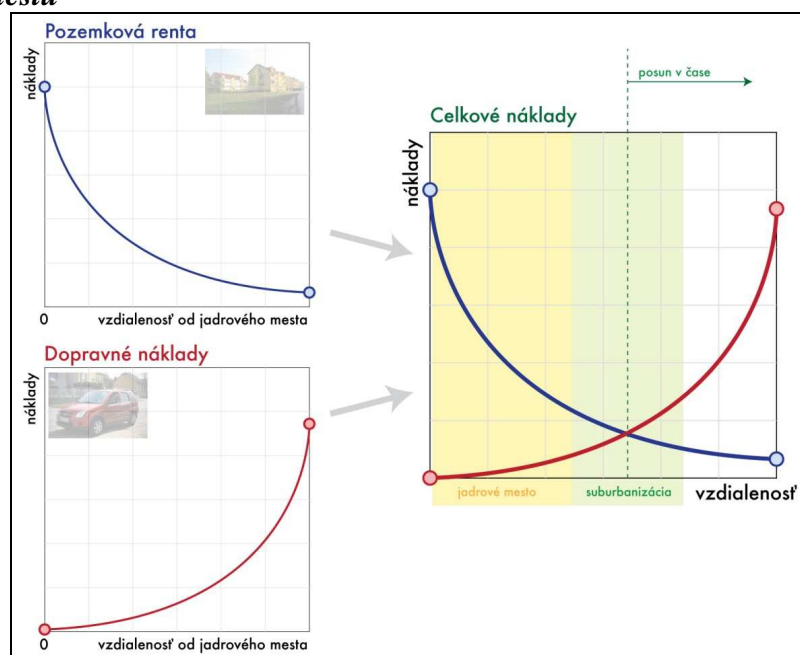 Pozemková renta
náklady
0 vzdialenosť od jadrového mesta
Dopravné náklady
náklady
0 vzdialenosť od jadrového mesta
posun v čase
Celkové náklady
náklady
jadrové mesto
suburbanizácia
vzdialenosť